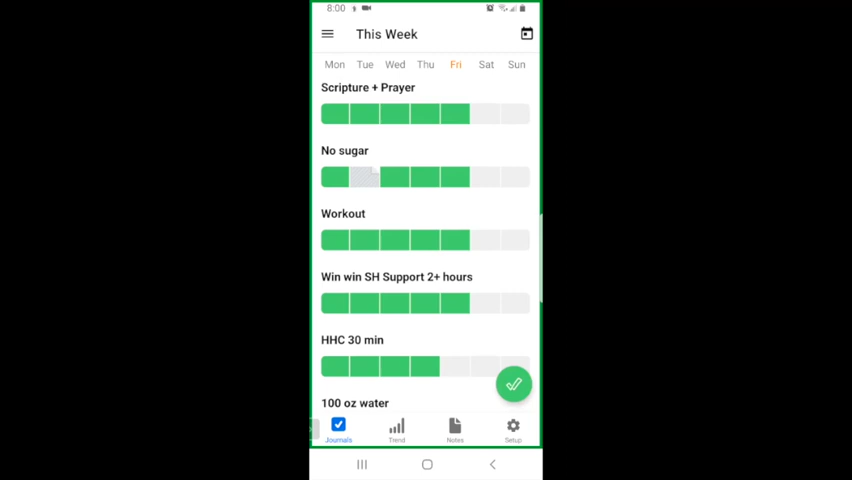 8:00
This Week
Mon Tue Wed Thu Fri Sat Sun
Scripture + Prayer
No sugar
Workout
Win win SH Support 2+ hours
HHC 30 min
100 oz water
Journals Trend Notes Setup